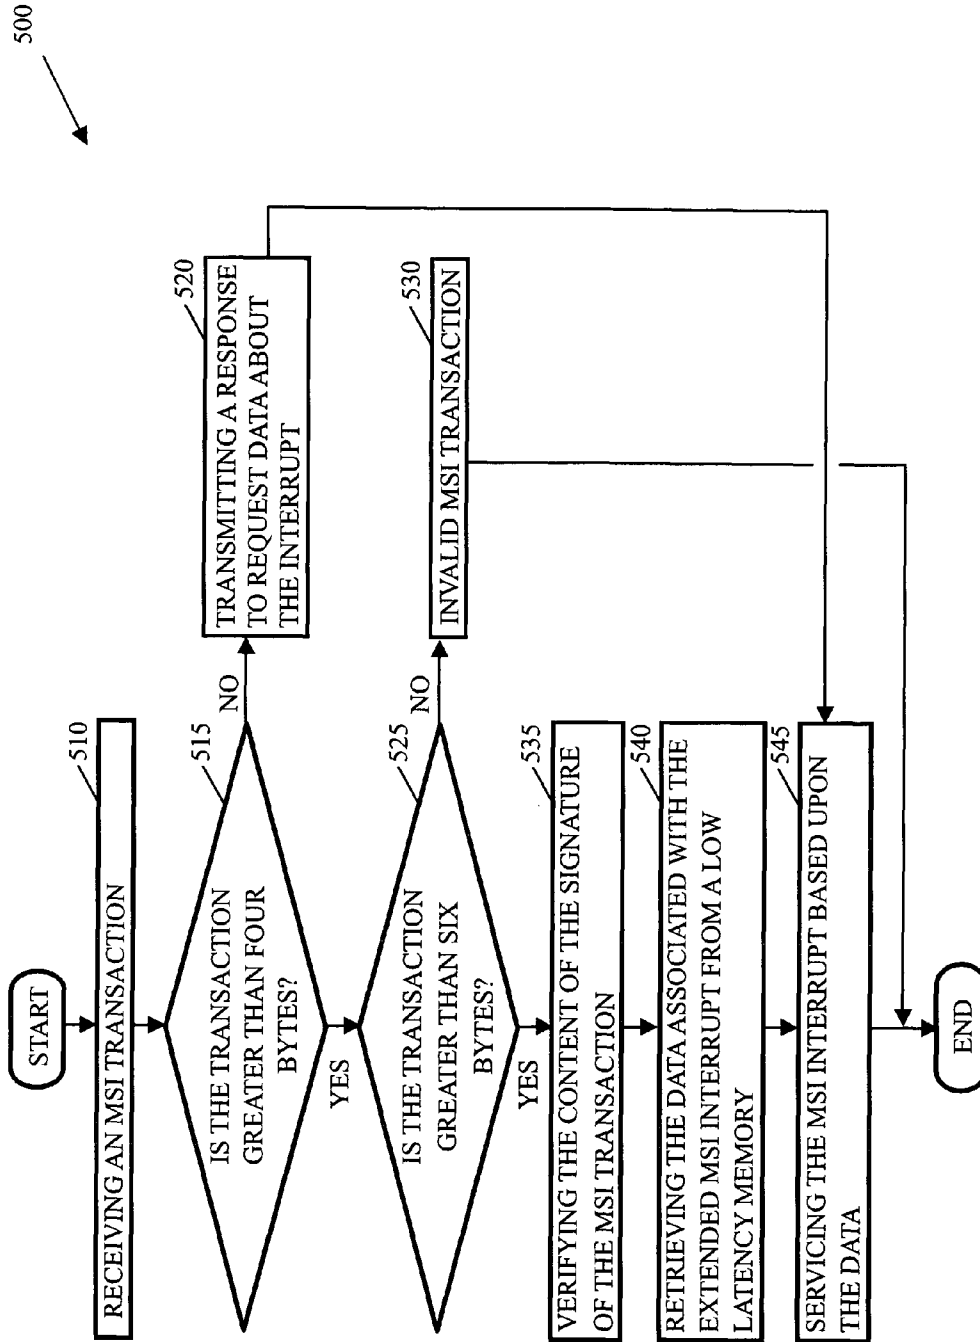 500
START
510
RECEIVING AN MSI TRANSACTION
515
IS THE TRANSACTION
GREATER THAN FOUR
BYTES?
NO
520
TRANSMITTING A RESPONSE
TO REQUEST DATA ABOUT
THE INTERRUPT
YES
525
IS THE TRANSACTION
GREATER THAN SIX
BYTES?
NO
530
INVALID MSI TRANSACTION
YES
535
VERIFYING THE CONTENT OF THE SIGNATURE
OF THE MSI TRANSACTION
540
RETRIEVING THE DATA ASSOCIATED WITH THE
EXTENDED MSI INTERRUPT FROM A LOW
LATENCY MEMORY
545
SERVICING THE MSI INTERRUPT BASED UPON
THE DATA
END